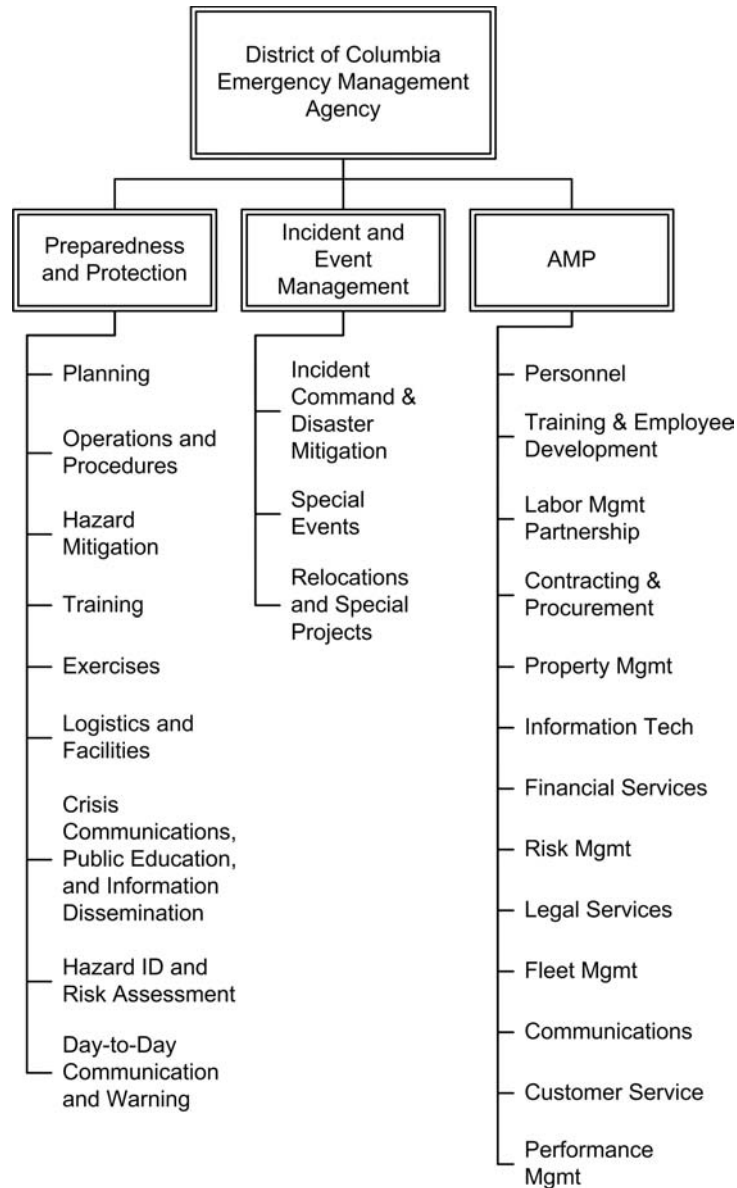 District of Columbia
Emergency Management
Agency
Preparedness
and Protection
Planning
Operations and
Procedures
Hazard
Mitigation
Training
Exercises
Logistics and
Facilities
Crisis
Communications,
Public Education,
and Information
Dissemination
Hazard ID and
Risk Assessment
Day-to-Day
Communication
and Warning
Incident and
Event
Management
Incident
Command &
Disaster
Mitigation
Special
Events
Relocations
and Special
Projects
AMP
Personnel
Training & Employee
Development
Labor Mgmt
Partnership
Contracting &
Procurement
Property Mgmt
Information Tech
Financial Services
Risk Mgmt
Legal Services
Fleet Mgmt
Communications
Customer Service
Performance
Mgmt